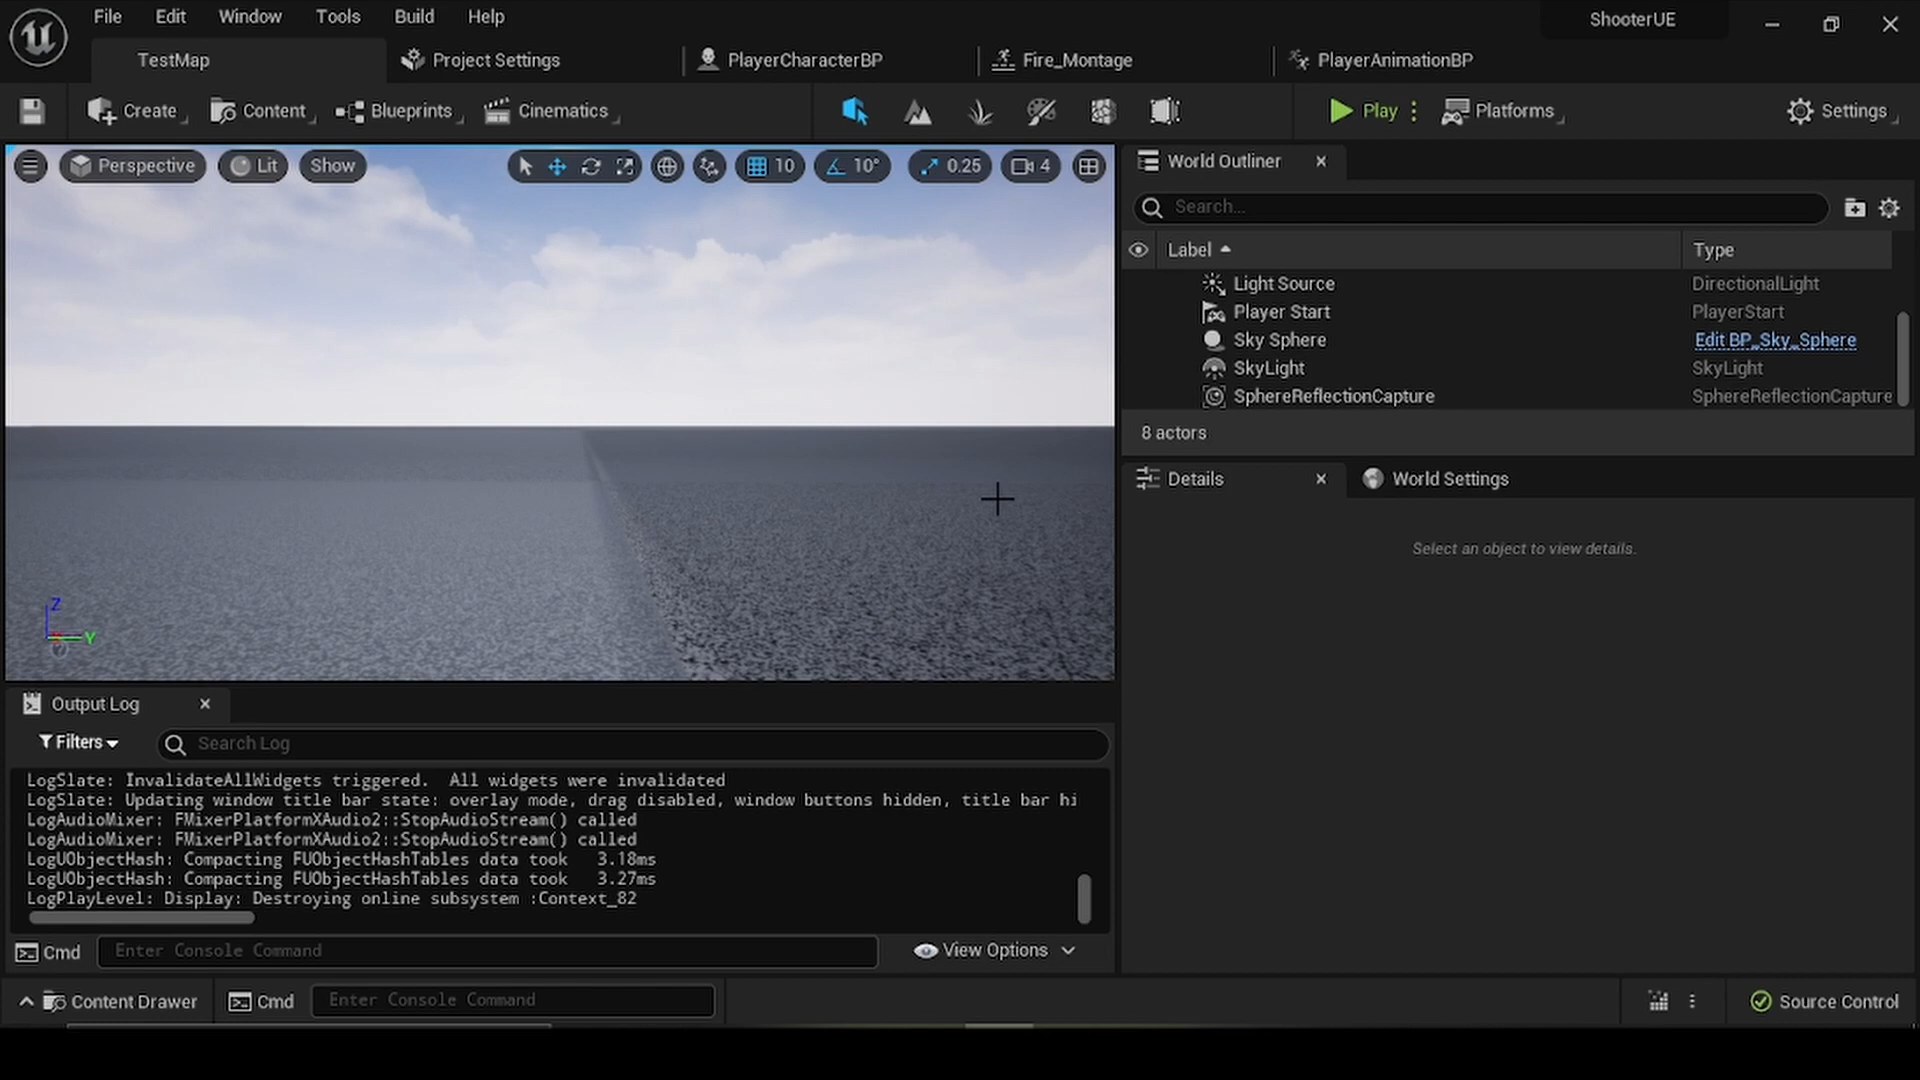 File Edit Window Tools Build Help
ShooterUE
TestMap Project Settings PlayerCharacterBP Fire_Montage PlayerAnimationBP
Create Content Blueprints Cinematics Play Platforms Settings
Perspective Lit Show 10 10° 0.25 4
World Outliner
Search...
Label Type
Light Source DirectionalLight
Player Start PlayerStart
Sky Sphere Edit BP_Sky_Sphere
SkyLight SkyLight
SphereReflectionCapture SphereReflectionCapture
8 actors
Details World Settings
Select an object to view details.
Z
Y
Output Log
Filters Search Log
LogSlate: InvalidateAllWidgets triggered.  All widgets were invalidated
LogSlate: Updating window title bar state: overlay mode, drag disabled, window buttons hidden, title bar hi
LogAudioMixer: FMixerPlatformXAudio2::StopAudioStream() called
LogAudioMixer: FMixerPlatformXAudio2::StopAudioStream() called
LogUObjectHash: Compacting FUObjectHashTables data took   3.18ms
LogUObjectHash: Compacting FUObjectHashTables data took   3.27ms
LogPlayLevel: Display: Destroying online subsystem :Context_82
Cmd Enter Console Command View Options
Content Drawer Cmd Enter Console Command Source Control